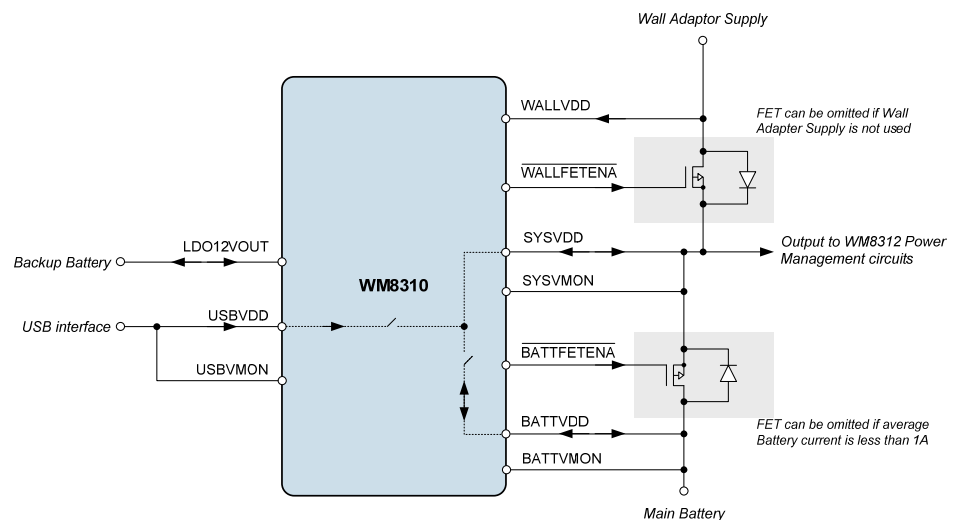 Wall Adaptor Supply
WALLVDD
FET can be omitted if Wall
Adapter Supply is not used
WALLFETENA
SYSVDD
Output to WM8312 Power
Management circuits
LDO12VOUT
Backup Battery
WM8310
SYSVMON
USBVDD
USB interface
BATTFETENA
USBVMON
BATTVDD
FET can be omitted if average
Battery current is less than 1A
BATTVMON
Main Battery